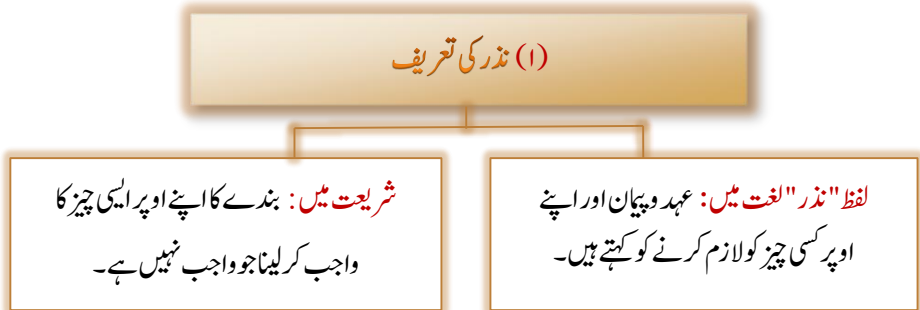 (۱) نذر کی تعریف
لفظ "نذر" لغت میں: عہد و پیمان اور اپنے
اوپر کسی چیز کو لازم کرنے کو کہتے ہیں۔
شریعت میں: بندے کا اپنے اوپر ایسی چیز کا
واجب کر لینا جو واجب نہیں ہے۔